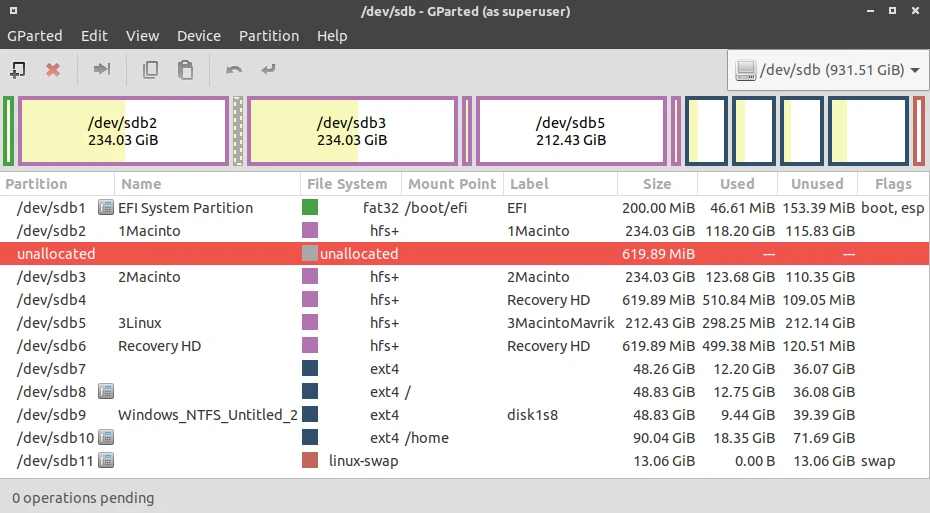 /dev/sdb - GParted (as superuser)
GParted Edit View Device Partition Help
/dev/sdb (931.51 GiB)
/dev/sdb2 /dev/sdb3 /dev/sdb5
234.03 GiB 234.03 GiB 212.43 GiB
Partition Name File System Mount Point Label Size Used Unused Flags
/dev/sdb1 EFI System Partition fat32 /boot/efi EFI 200.00 MiB 46.61 MiB 153.39 MiB boot, esp
/dev/sdb2 1Macinto hfs+ 1Macinto 234.03 GiB 118.20 GiB 115.83 GiB
unallocated unallocated 619.89 MiB --- ---
/dev/sdb3 2Macinto hfs+ 2Macinto 234.03 GiB 123.68 GiB 110.35 GiB
/dev/sdb4 hfs+ Recovery HD 619.89 MiB 510.84 MiB 109.05 MiB
/dev/sdb5 3Linux hfs+ 3MacintoMavrik 212.43 GiB 298.25 MiB 212.14 GiB
/dev/sdb6 Recovery HD hfs+ Recovery HD 619.89 MiB 499.38 MiB 120.51 MiB
/dev/sdb7 ext4 48.26 GiB 12.20 GiB 36.07 GiB
/dev/sdb8 ext4 / 48.83 GiB 12.75 GiB 36.08 GiB
/dev/sdb9 Windows_NTFS_Untitled_2 ext4 disk1s8 48.83 GiB 9.44 GiB 39.39 GiB
/dev/sdb10 ext4 /home 90.04 GiB 18.35 GiB 71.69 GiB
/dev/sdb11 linux-swap 13.06 GiB 0.00 B 13.06 GiB swap
0 operations pending